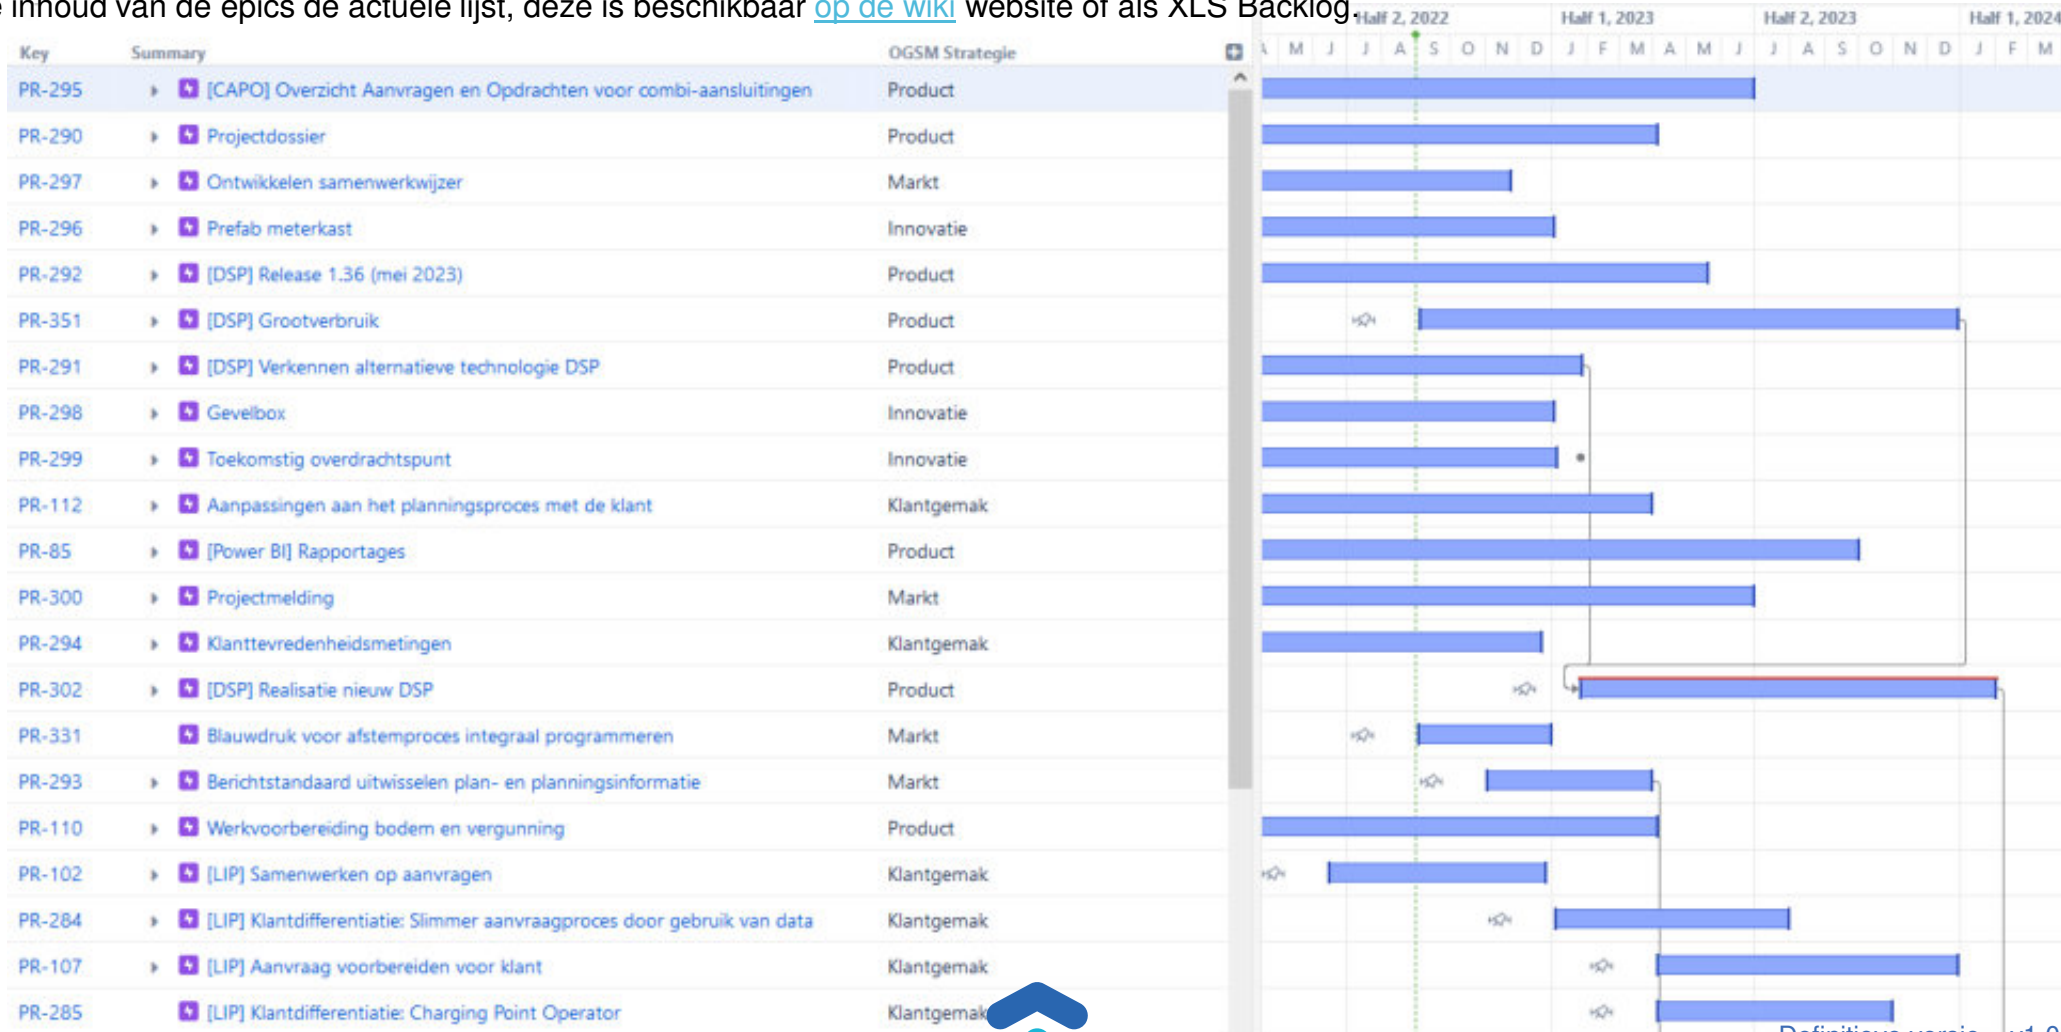 inhoud van de epics de actuele lijst, deze is beschikbaar op de wiki website of als XLS Backlog.
Half 2, 2022 Half 1, 2023 Half 2, 2023 Half 1, 2024
Key Summary OGSM Strategie M J J A S O N D J F M A M J J A S O N D J F M
PR-295 [CAPO] Overzicht Aanvragen en Opdrachten voor combi-aansluitingen Product
PR-290 Projectdossier Product
PR-297 Ontwikkelen samenwerkwijzer Markt
PR-296 Prefab meterkast Innovatie
PR-292 [DSP] Release 1.36 (mei 2023) Product
PR-351 [DSP] Grootverbruik Product
PR-291 [DSP] Verkennen alternatieve technologie DSP Product
PR-298 Gevelbox Innovatie
PR-299 Toekomstig overdrachtspunt Innovatie
PR-112 Aanpassingen aan het planningsproces met de klant Klantgemak
PR-85 [Power BI] Rapportages Product
PR-300 Projectmelding Markt
PR-294 Klanttevredenheidsmetingen Klantgemak
PR-302 [DSP] Realisatie nieuw DSP Product
PR-331 Blauwdruk voor afstemproces integraal programmeren Markt
PR-293 Berichtstandaard uitwisselen plan- en planningsinformatie Markt
PR-110 Werkvoorbereiding bodem en vergunning Product
PR-102 [LIP] Samenwerken op aanvragen Klantgemak
PR-284 [LIP] Klantdifferentiatie: Slimmer aanvraagproces door gebruik van data Klantgemak
PR-107 [LIP] Aanvraag voorbereiden voor klant Klantgemak
PR-285 [LIP] Klantdifferentiatie: Charging Point Operator Klantgemak